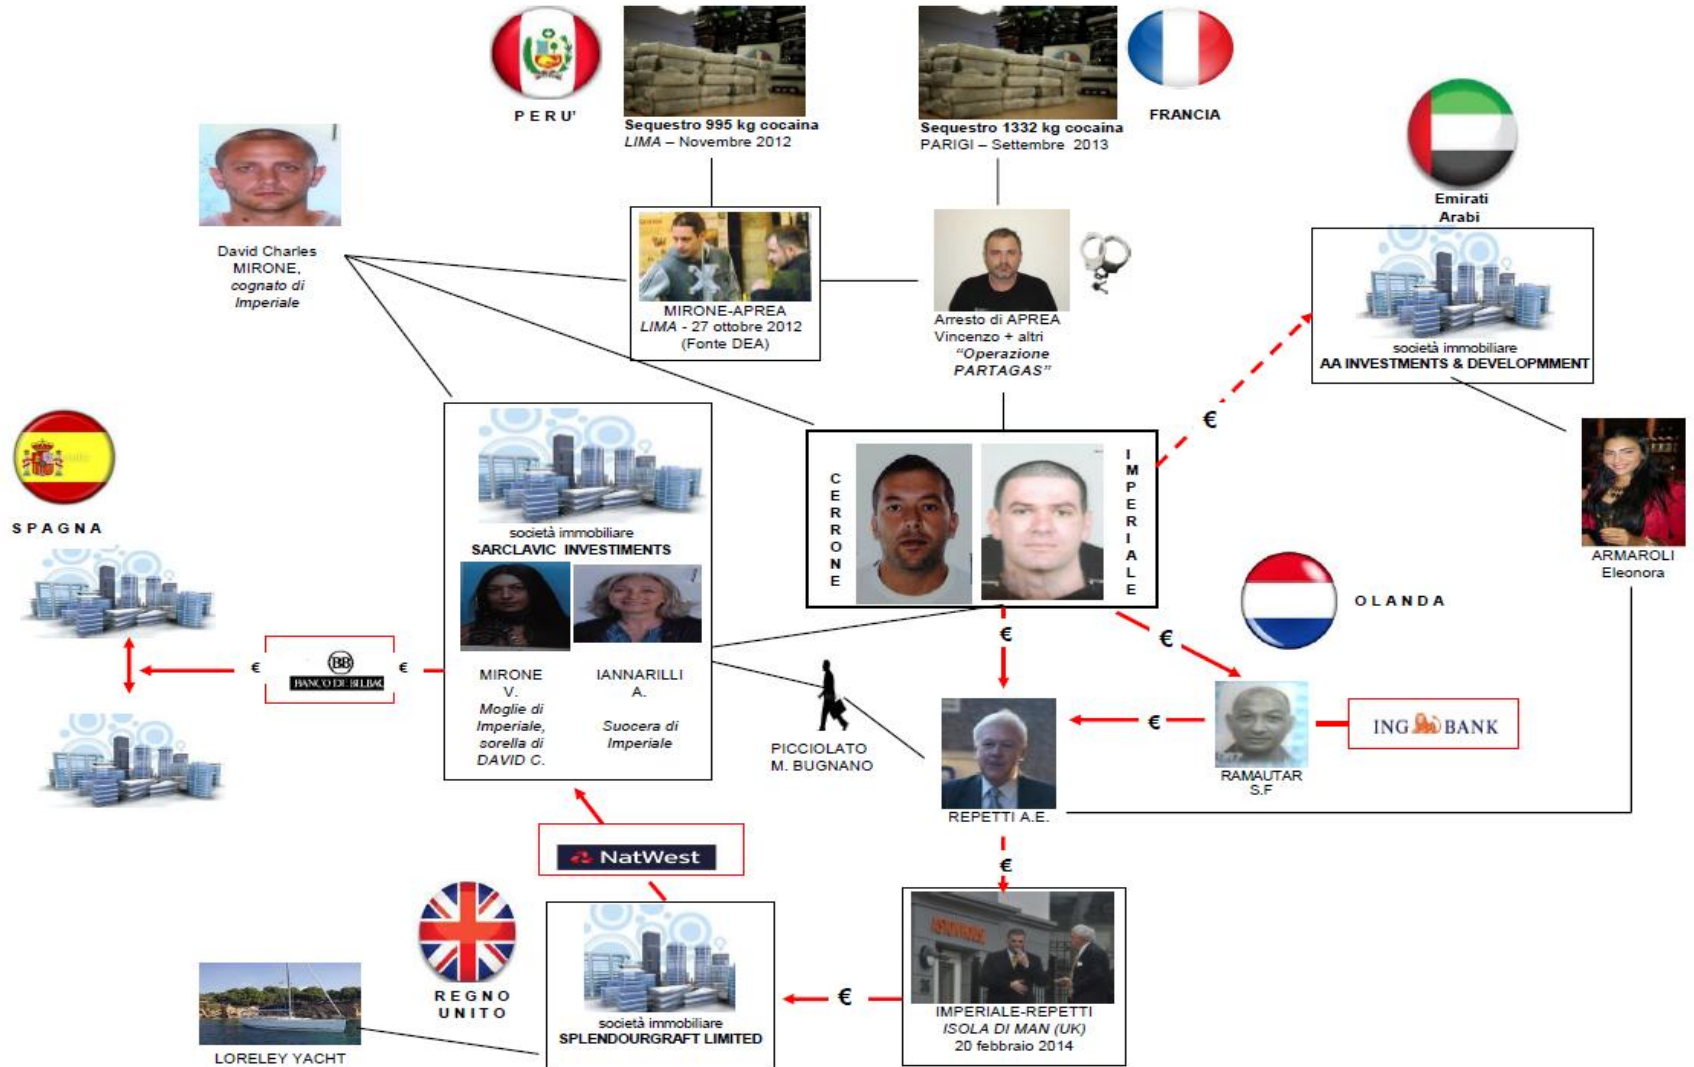 PERU'
Sequestro 995 kg cocaina
LIMA – Novembre 2012
Sequestro 1332 kg cocaina
PARIGI – Settembre 2013
FRANCIA
Emirati
Arabi
David Charles
MIRONE,
cognato di
Imperiale
MIRONE-APREA
LIMA - 27 ottobre 2012
(Fonte DEA)
Arresto di APREA
Vincenzo + altri
“Operazione
PARTAGAS”
società immobiliare
AA INVESTMENTS & DEVELOPMMENT
€
SPAGNA
società immobiliare
SARCLAVIC INVESTIMENTS
CERRONE
IMPERIALE
ARMAROLI
Eleonora
OLANDA
€
€
€
BB
BANCO DE BILBAO
€
MIRONE
V.
Moglie di
Imperiale,
sorella di
DAVID C.
IANNARILLI
A.
Suocera di
Imperiale
PICCIOLATO
M. BUGNANO
€
RAMAUTAR
S.F
ING BANK
REPETTI A.E.
NatWest
€
REGNO
UNITO
società immobiliare
SPLENDOURGRAFT LIMITED
€
IMPERIALE-REPETTI
ISOLA DI MAN (UK)
20 febbraio 2014
LORELEY YACHT